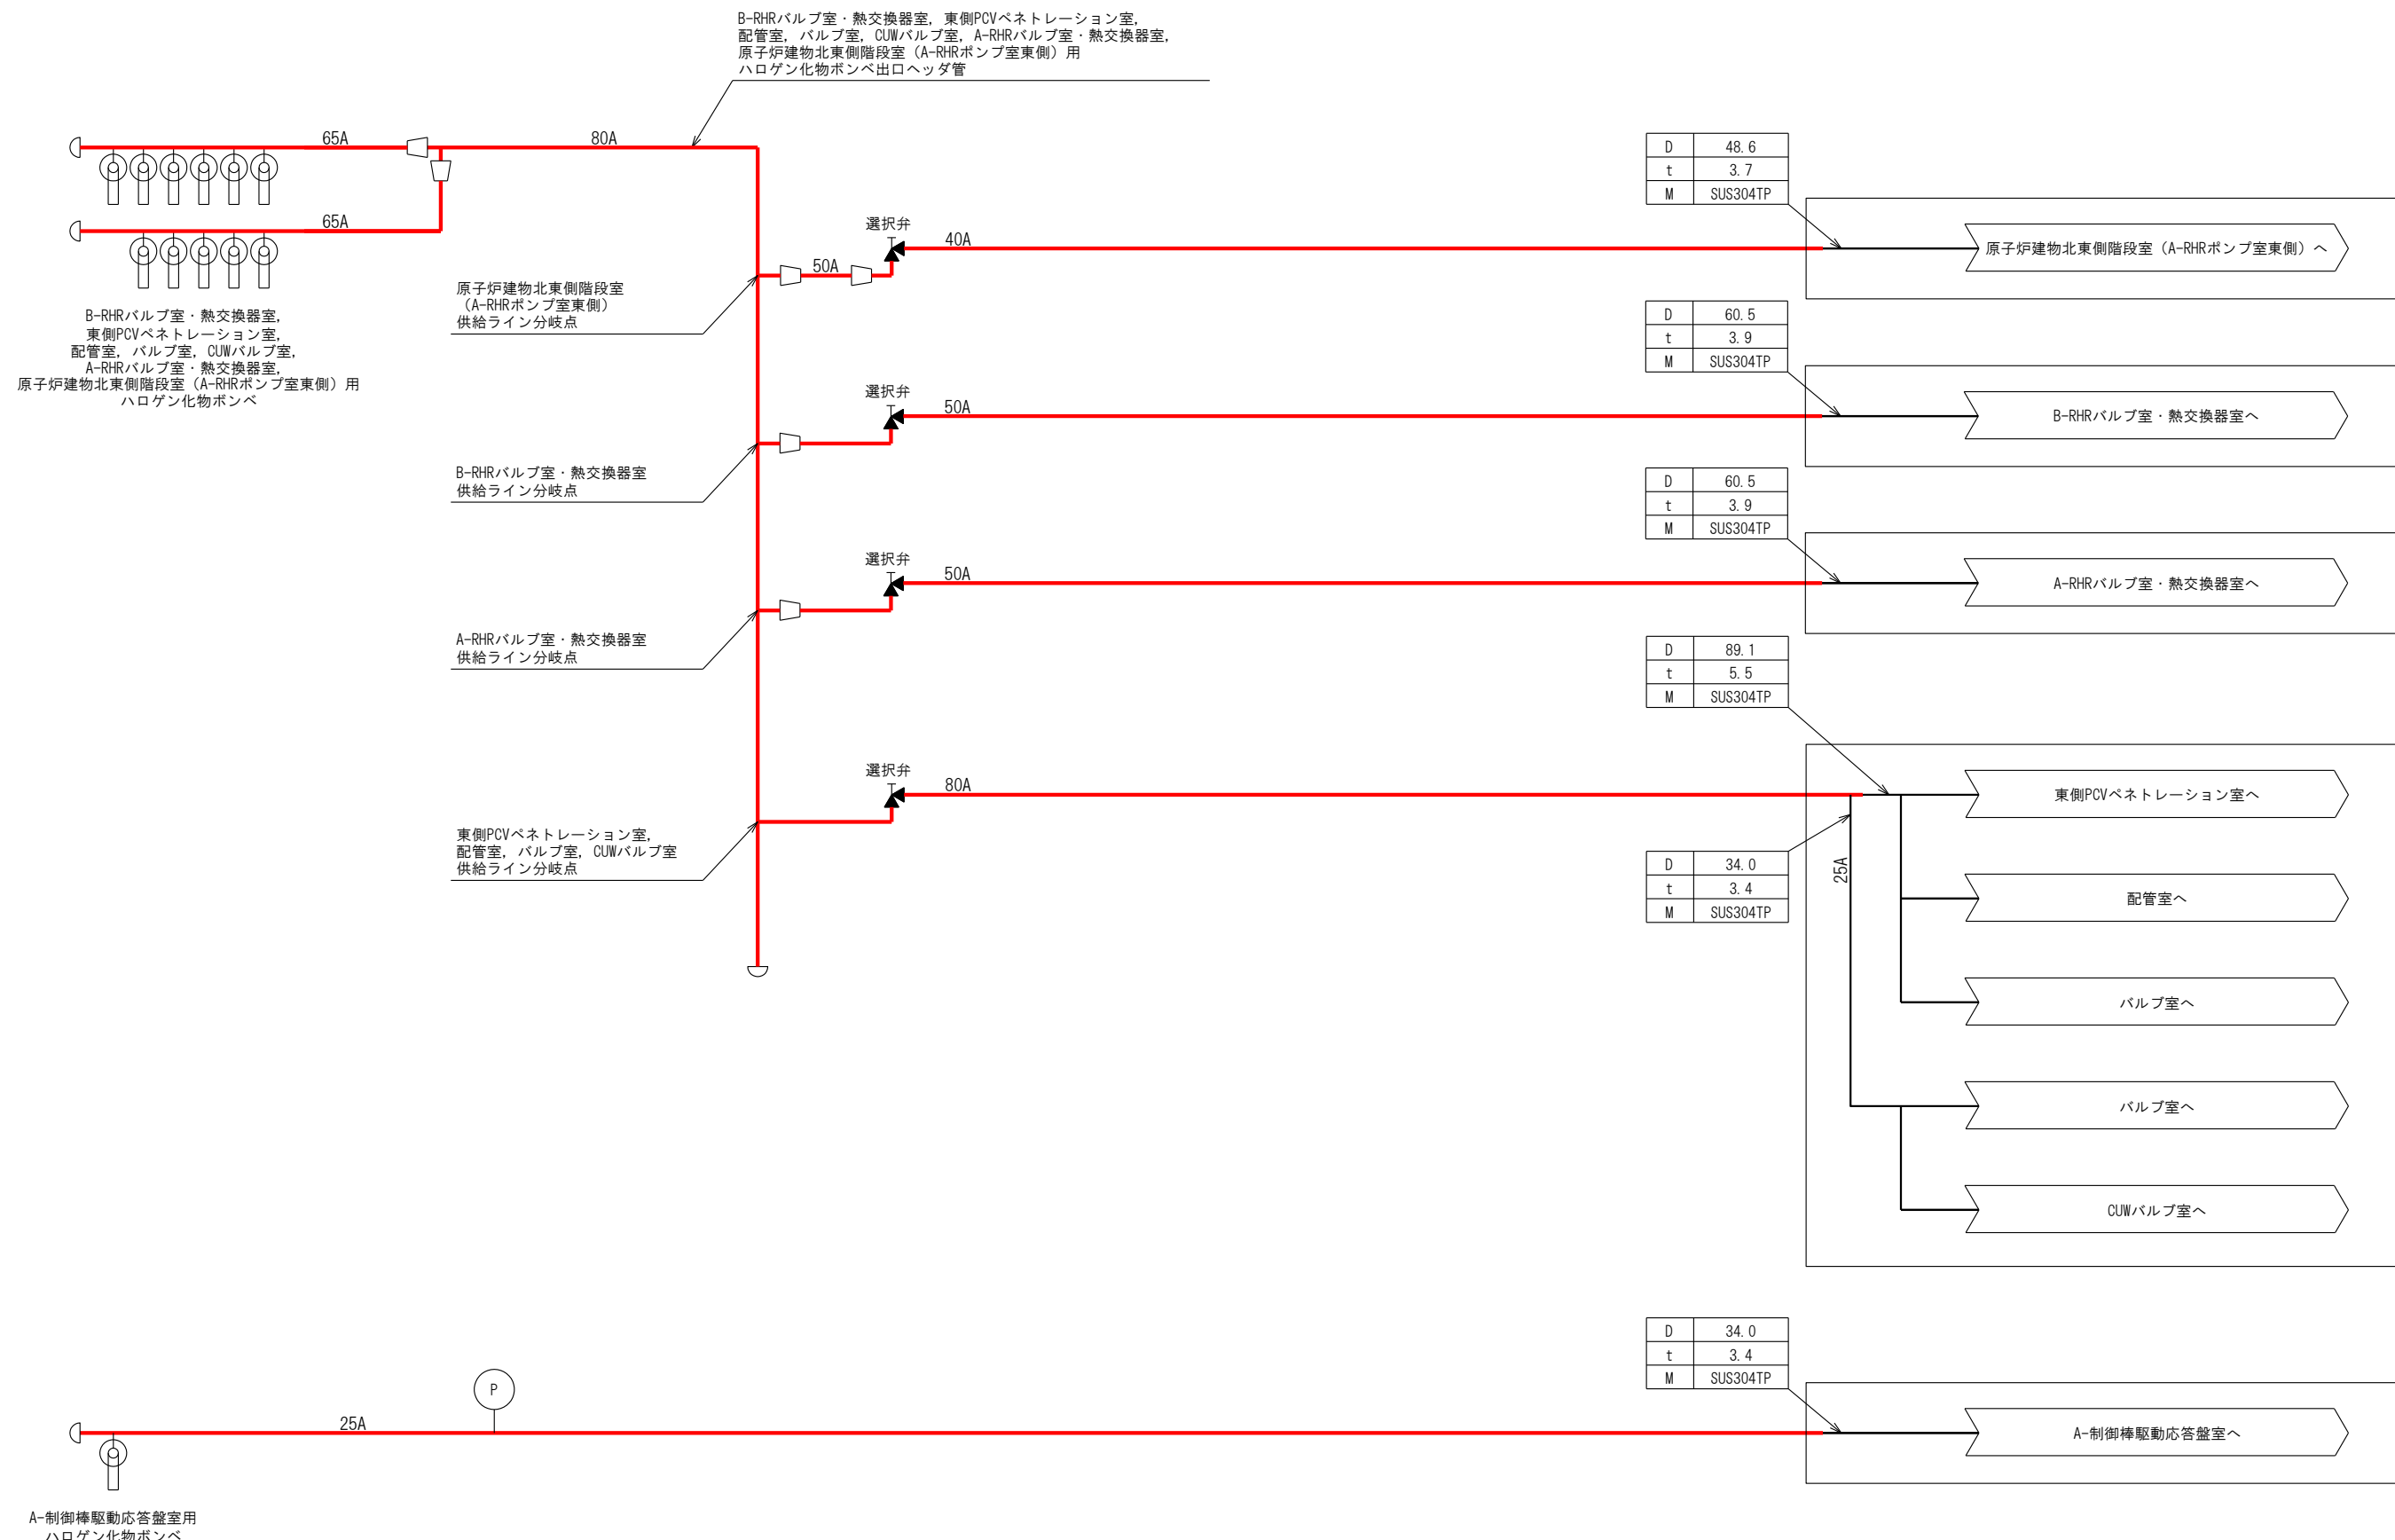 B-RHRバルブ室・熱交換器室, 東側PCVペネトレーション室,
配管室, バルブ室, CUWバルブ室, A-RHRバルブ室・熱交換器室,
原子炉建物北東側階段室（A-RHRポンプ室東側）用
ハロゲン化物ボンベ出口ヘッダ管
65A
80A
65A
B-RHRバルブ室・熱交換器室,
東側PCVペネトレーション室,
配管室, バルブ室, CUWバルブ室,
A-RHRバルブ室・熱交換器室,
原子炉建物北東側階段室（A-RHRポンプ室東側）用
ハロゲン化物ボンベ
原子炉建物北東側階段室
（A-RHRポンプ室東側）
供給ライン分岐点
50A
選択弁
40A
D 48.6
t 3.7
M SUS304TP
原子炉建物北東側階段室（A-RHRポンプ室東側）へ
B-RHRバルブ室・熱交換器室
供給ライン分岐点
選択弁
50A
D 60.5
t 3.9
M SUS304TP
B-RHRバルブ室・熱交換器室へ
A-RHRバルブ室・熱交換器室
供給ライン分岐点
選択弁
50A
D 60.5
t 3.9
M SUS304TP
A-RHRバルブ室・熱交換器室へ
東側PCVペネトレーション室,
配管室, バルブ室, CUWバルブ室
供給ライン分岐点
選択弁
80A
D 89.1
t 5.5
M SUS304TP
東側PCVペネトレーション室へ
D 34.0
t 3.4
M SUS304TP
25A
配管室へ
バルブ室へ
バルブ室へ
CUWバルブ室へ
P
25A
D 34.0
t 3.4
M SUS304TP
A-制御棒駆動応答盤室へ
A-制御棒駆動応答盤室用
ハロゲン化物ボンベ